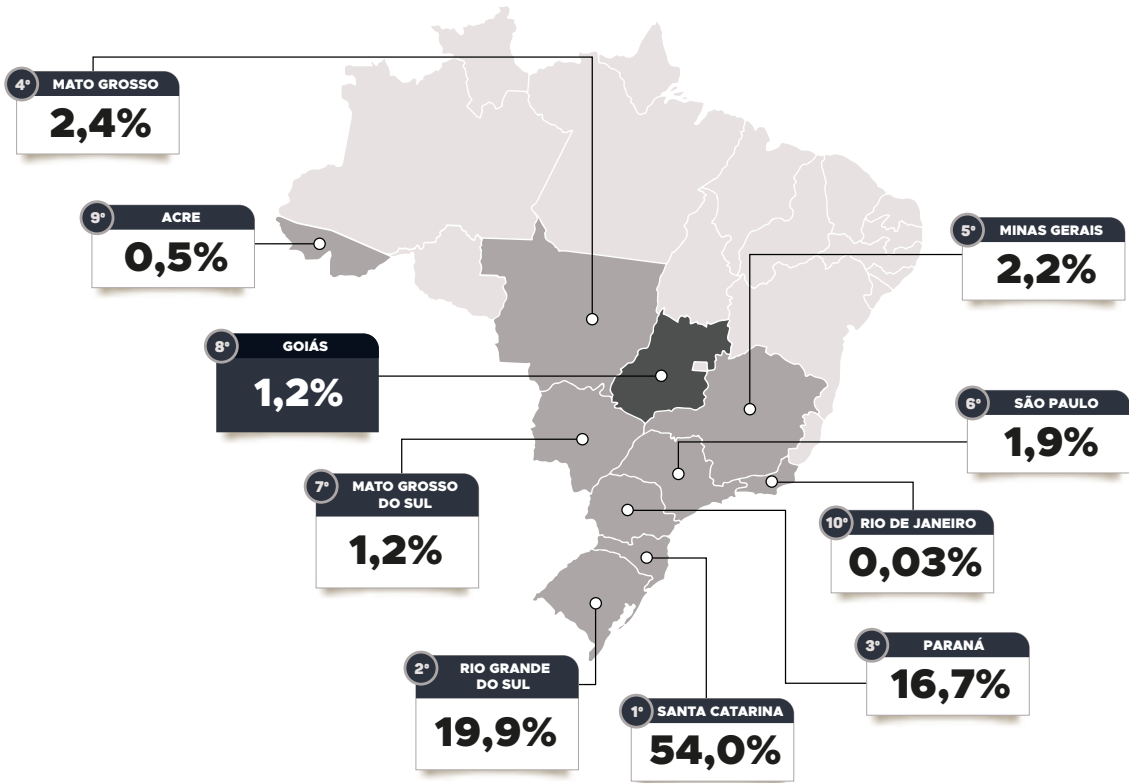 4º MATO GROSSO
2,4%
9º ACRE
0,5%
5º MINAS GERAIS
2,2%
8º GOIÁS
1,2%
6º SÃO PAULO
1,9%
7º MATO GROSSO
DO SUL
1,2%
10º RIO DE JANEIRO
0,03%
3º PARANÁ
16,7%
2º RIO GRANDE
DO SUL
19,9%
1º SANTA CATARINA
54,0%